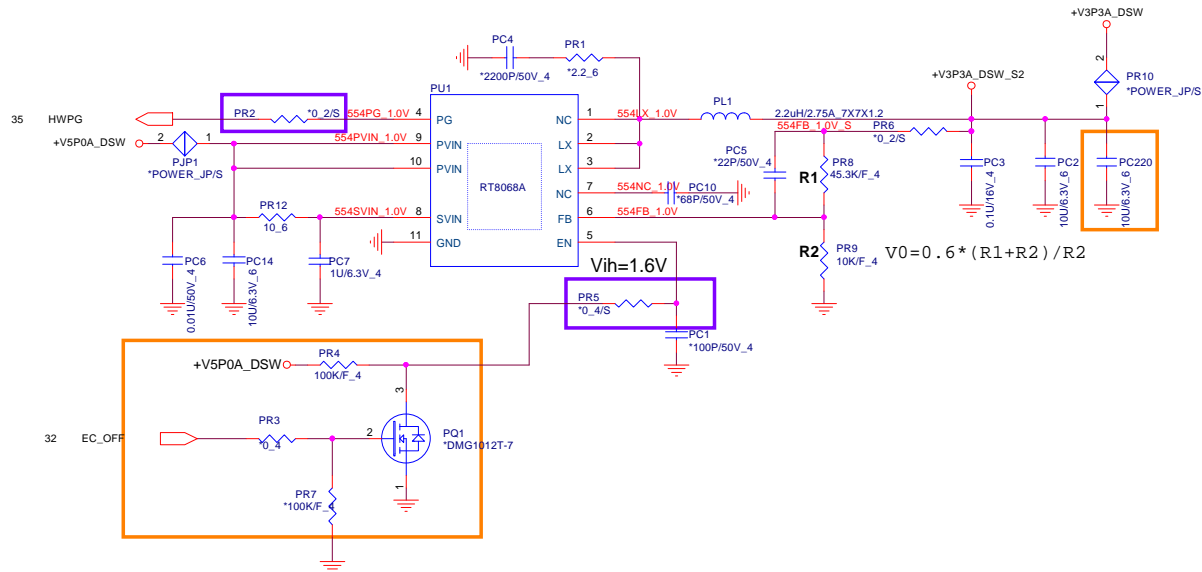 +V3P3A_DSW
2
PR10
*POWER_JP/S
1
PC4
*2200P/50V_4
PR1
*2.2_6
+V3P3A_DSW_S2
PU1
35 HWPG
PR2
*0_2/S
554PG_1.0V
4
PG
NC
1
554LX_1.0V
PL1
2.2uH/2.75A_7X7X1.2
554FB_1.0V_S
PR6
*0_2/S
+V5P0A_DSW
2
1
PJP1
*POWER_JP/S
554PVIN_1.0V
9
PVIN
LX
2
10
PVIN
LX
3
RT8068A
PC5
*22P/50V_4
R1
PR8
45.3K/F_4
PC3
0.1U/16V_4
PC2
10U/6.3V_6
PC220
10U/6.3V_6
NC
7
554NC_1.0V
PC10
*68P/50V_4
PR12
10_6
554SVIN_1.0V
8
SVIN
FB
6
554FB_1.0V
11
GND
EN
5
R2
PR9
10K/F_4
V0=0.6*(R1+R2)/R2
PC6
0.01U/50V_4
PC14
10U/6.3V_6
PC7
1U/6.3V_4
Vih=1.6V
PR5
*0_4/S
PC1
*100P/50V_4
+V5P0A_DSW
PR4
100K/F_4
3
32 EC_OFF
PR3
0_4
2
PQ1
*DMG1012T-7
1
PR7
*100K/F_4